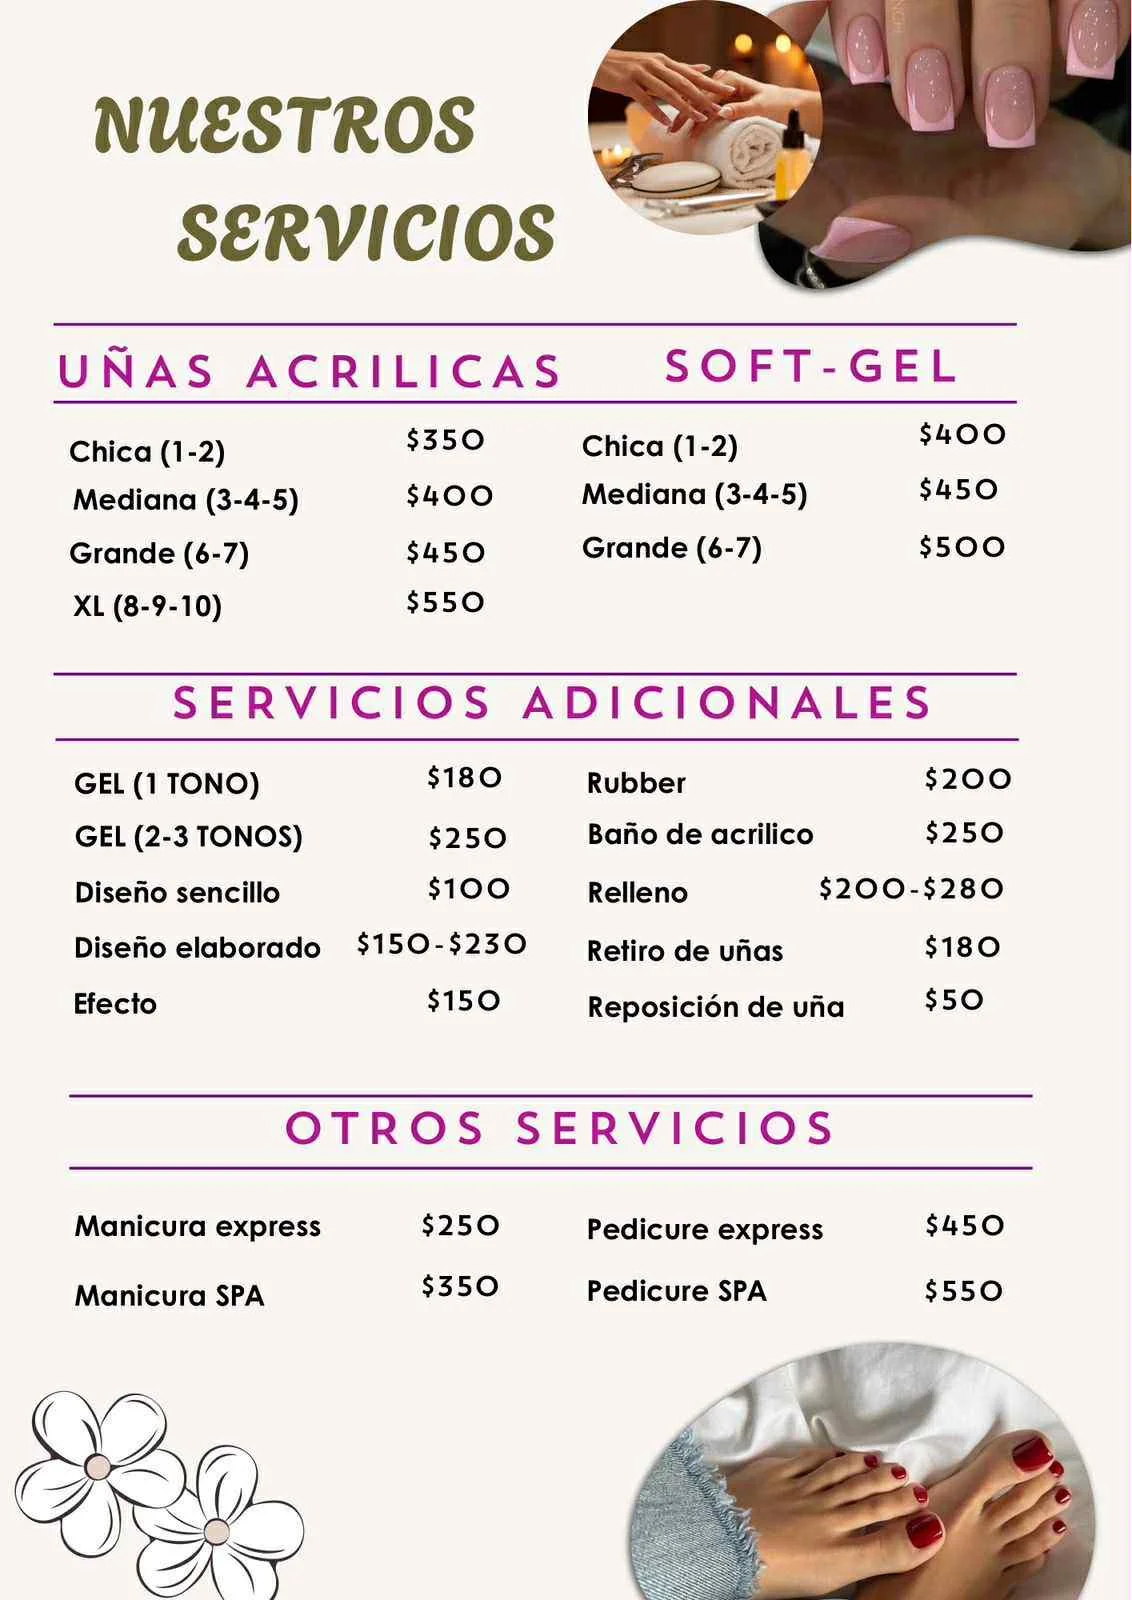 NUESTROS
SERVICIOS
UÑAS ACRILICAS
Chica (1-2) $350
Mediana (3-4-5) $400
Grande (6-7) $450
XL (8-9-10) $550
SOFT-GEL
Chica (1-2) $400
Mediana (3-4-5) $450
Grande (6-7) $500
SERVICIOS ADICIONALES
GEL (1 TONO) $180
GEL (2-3 TONOS) $250
Diseño sencillo $100
Diseño elaborado $150-$230
Efecto $150
Rubber $200
Baño de acrilico $250
Relleno $200-$280
Retiro de uñas $180
Reposición de uña $50
OTROS SERVICIOS
Manicura express $250
Manicura SPA $350
Pedicure express $450
Pedicure SPA $550